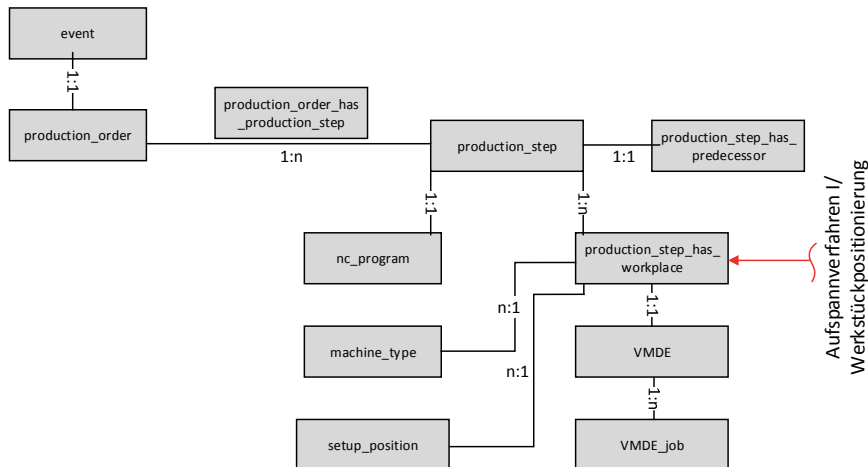 event
1:1
production_order
production_order_has
_production_step
1:n
production_step
1:1
production_step_has_
predecessor
1:1
1:n
nc_program
production_step_has_
workplace
Aufspannverfahren I/
Werkstückpositionierung
n:1
1:1
machine_type
n:1
VMDE
1:n
setup_position
VMDE_job